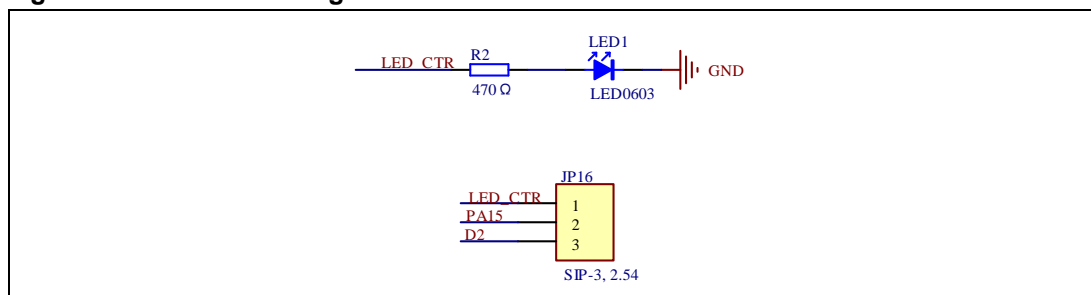 LED1
LED_CTR R2 GND
470 Ω LED0603
JP16
LED_CTR 1
PA15 2
D2 3
SIP-3, 2.54